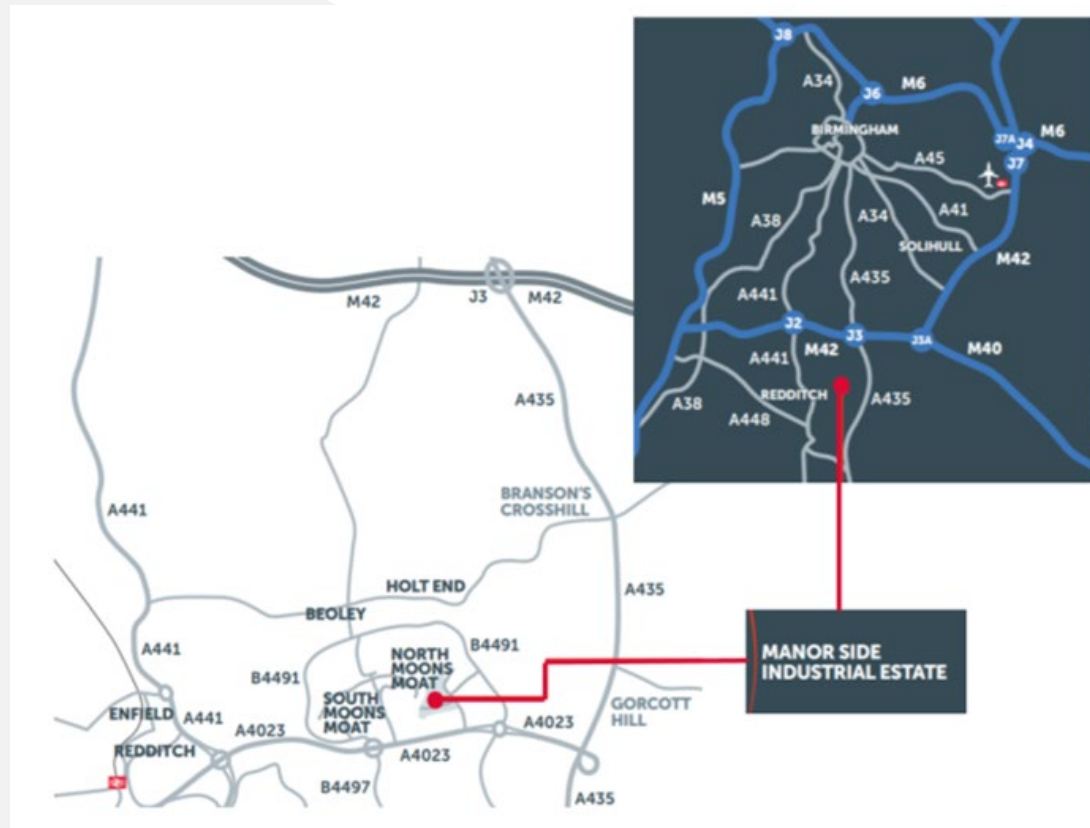 J8
A34
J6
M6
BIRMINGHAM
J7A
J4
M6
J7
A45
M5
A38
A34
A41
SOLIHULL
M42
A435
A441
J2
J3
J3A
M42
M40
A441
REDDITCH
A435
A38
A448
M42
J3
M42
A435
A441
BRANSON'S
CROSSHILL
A435
HOLT END
BEOLEY
A441
B4491
NORTH
MOONS
MOAT
B4491
SOUTH
MOONS
MOAT
MANOR SIDE
INDUSTRIAL ESTATE
GORCOTT
HILL
ENFIELD
A441
A4023
A4023
REDDITCH
A4023
B4497
A435